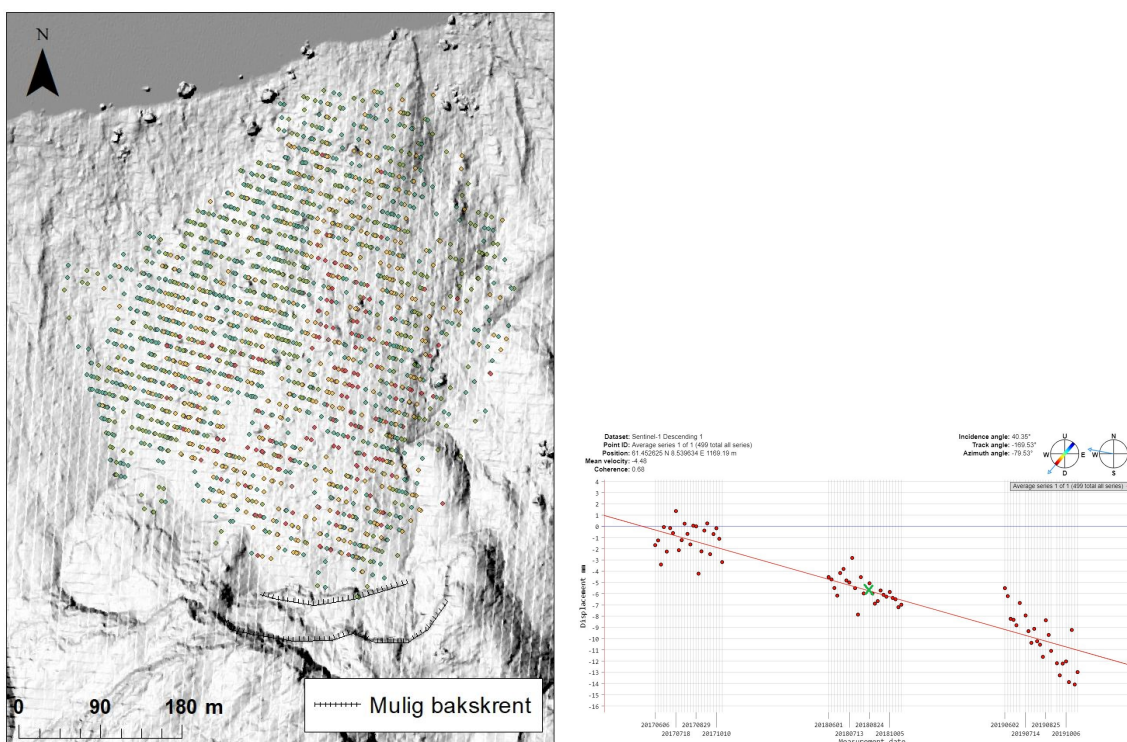 N
0 90 180 m
Mulig bakskrent
Dataset: Sentinel-1 Descending 1
Point ID: Average series 1 of 1 (499 total all series)
Position: 61.452625 N 8.539634 E 1169.19 m
Mean velocity: -4.48
Coherence: 0.68
Incidence angle: 40.35°
Track angle: -169.53°
Azimuth angle: -79.53°
U
W E
D
N
W
S
Average series 1 of 1 (499 total all series)
Displacement mm
4
3
2
1
0
-1
-2
-3
-4
-5
-6
-7
-8
-9
-10
-11
-12
-13
-14
-15
-16
20170606 20170829 20180601 20180824 20190602 20190825
20170718 20171010 20180713 20181005 20190714 20191006
Measurement date